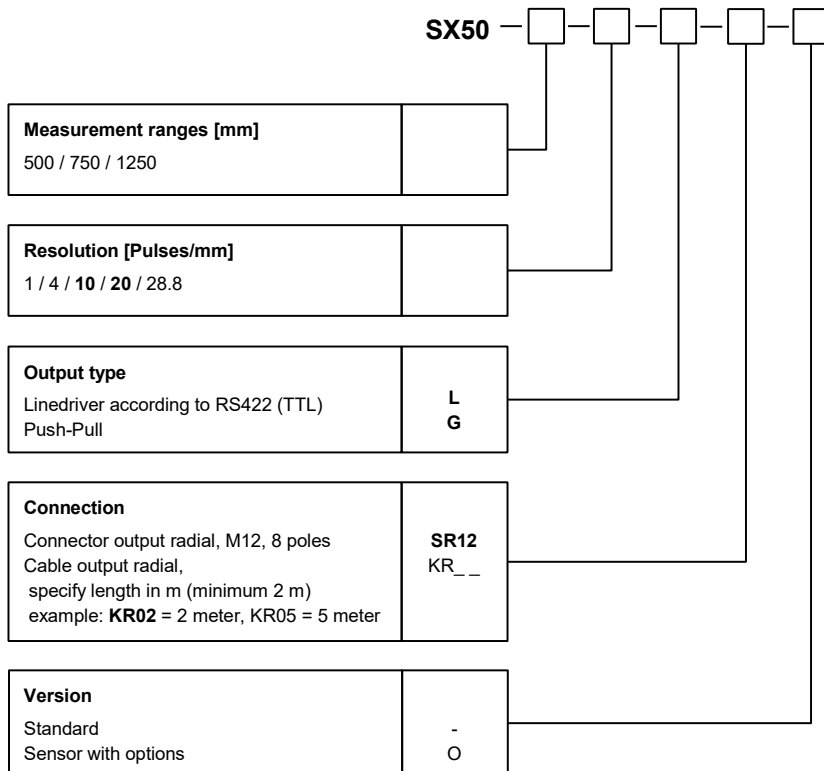 SX50
Measurement ranges [mm]
500 / 750 / 1250
Resolution [Pulses/mm]
1 / 4 / 10 / 20 / 28.8
Output type
Linedriver according to RS422 (TTL) L
Push-Pull G
Connection
Connector output radial, M12, 8 poles SR12
Cable output radial, KR_ _
specify length in m (minimum 2 m)
example: KR02 = 2 meter, KR05 = 5 meter
Version
Standard -
Sensor with options O